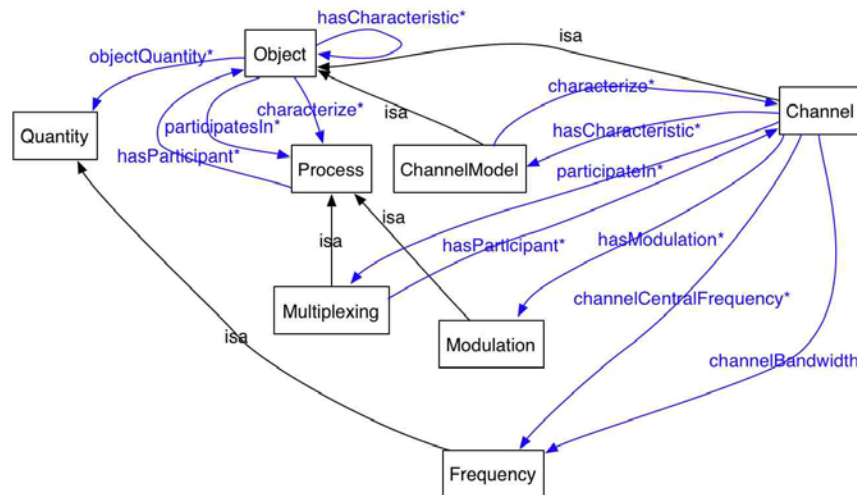 hasCharacteristic*
isa
Object
objectQuantity*
characterize*
isa
characterize*
Channel
Quantity
participatesIn*
hasCharacteristic*
hasParticipant*
Process
ChannelModel
participateIn*
isa
isa
hasParticipant*
hasModulation*
Multiplexing
channelCentralFrequency*
isa
Modulation
channelBandwidth
Frequency